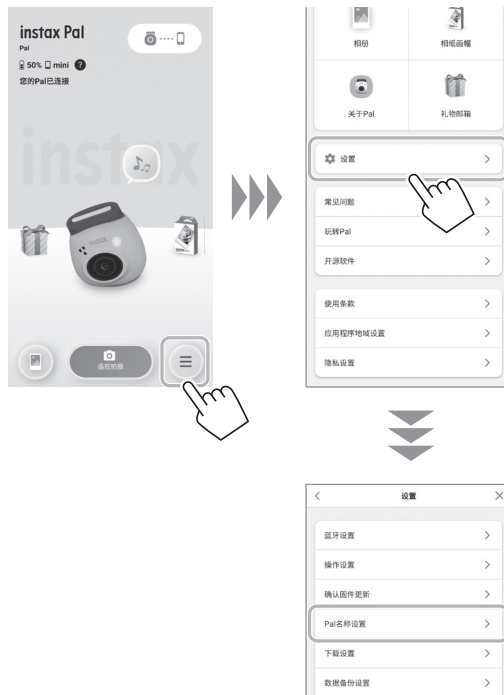 instax Pal
Pal
50% mini ?
您的Pal已连接
instax
instax
遥控拍摄
相册
相纸画幅
关于Pal
礼物邮箱
设置
常见问题
玩转Pal
开源软件
使用条款
应用程序地域设置
隐私设置
设置
蓝牙设置
操作设置
确认固件更新
Pal名称设置
下载设置
数据备份设置